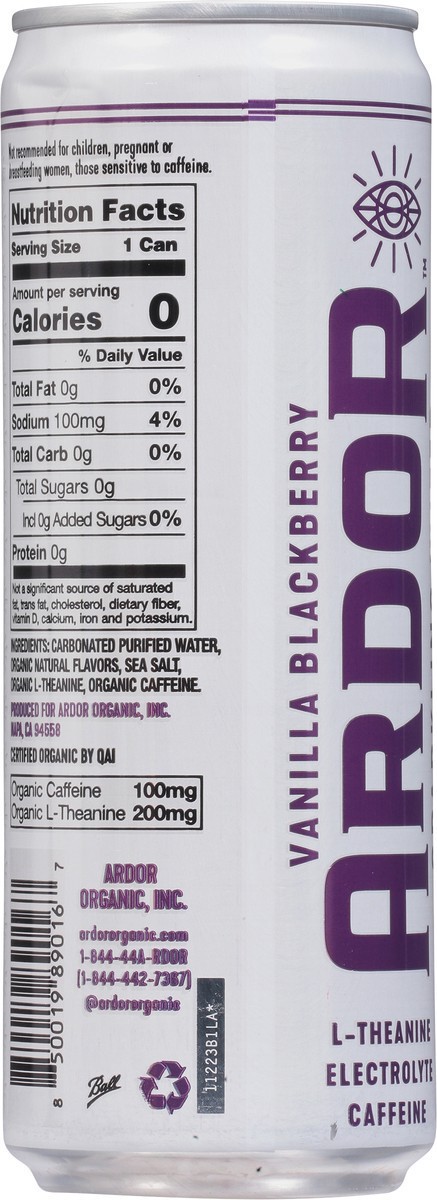 Not recommended for children, pregnant or
breastfeeding women, those sensitive to caffeine.
Nutrition Facts
Serving Size 1 Can
Amount per serving
Calories 0
% Daily Value
Total Fat 0g 0%
Sodium 100mg 4%
Total Carb 0g 0%
Total Sugars 0g
Incl 0g Added Sugars 0%
Protein 0g
Not a significant source of saturated
fat, trans fat, cholesterol, dietary fiber,
vitamin D, calcium, iron and potassium.
INGREDIENTS: CARBONATED PURIFIED WATER,
ORGANIC NATURAL FLAVORS, SEA SALT,
ORGANIC L-THEANINE, ORGANIC CAFFEINE.
PRODUCED FOR ARDOR ORGANIC, INC.
NAPA, CA 94558
CERTIFIED ORGANIC BY QAI
Organic Caffeine 100mg
Organic L-Theanine 200mg
ARDOR
ORGANIC, INC.
ardororganic.com
1-844-44A-RDOR
(1-844-442-7367)
@ardororganic
8 50019 89016 7
Ball
11223B1LA*
VANILLA BLACKBERRY
ARDOR™
L-THEANINE
ELECTROLYTE
CAFFEINE